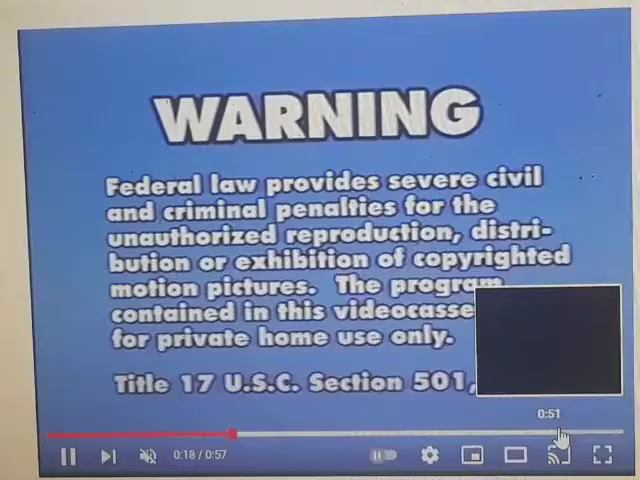 WARNING
Federal law provides severe civil
and criminal penalties for the
unauthorized reproduction, distri-
bution or exhibition of copyrighted
motion pictures. The program
contained in this videocasse
for private home use only.
Title 17 U.S.C. Section 501,
0:51
0:18 / 0:57